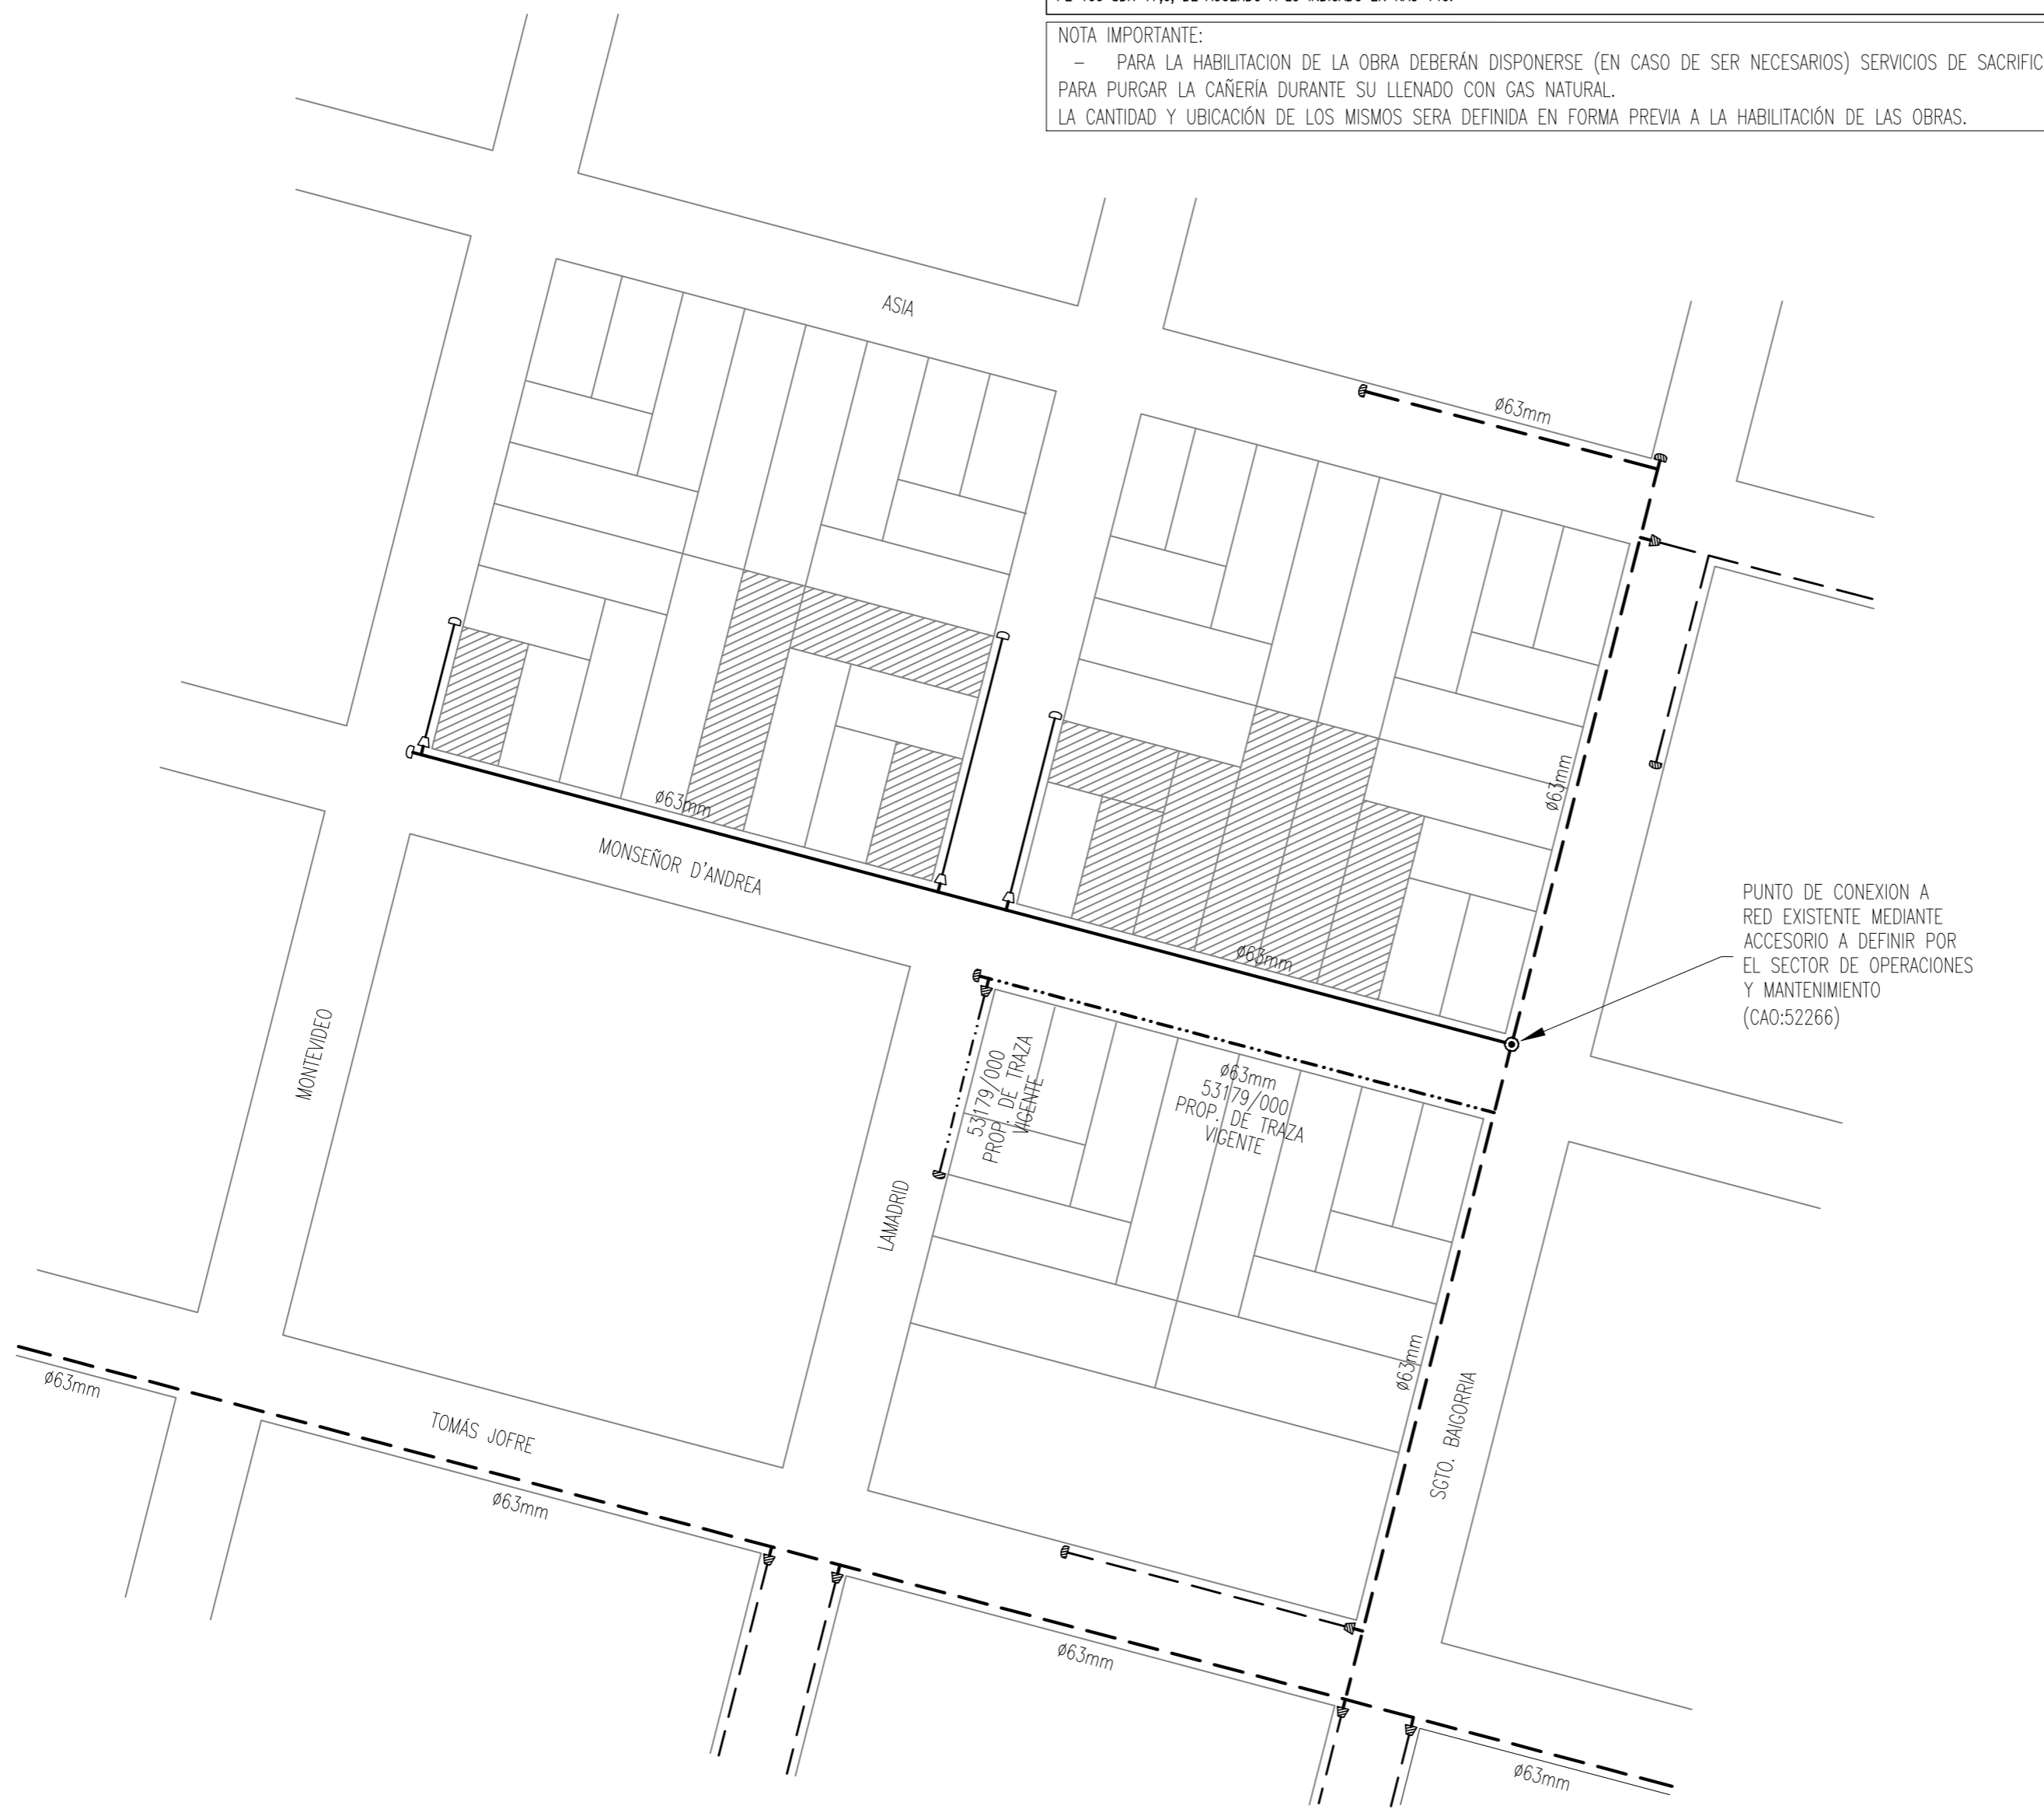 NOTA IMPORTANTE:
– PARA LA HABILITACION DE LA OBRA DEBERÁN DISPONERSE (EN CASO DE SER NECESARIOS) SERVICIOS DE SACRIFIC
PARA PURGAR LA CAÑERÍA DURANTE SU LLENADO CON GAS NATURAL.
LA CANTIDAD Y UBICACIÓN DE LOS MISMOS SERA DEFINIDA EN FORMA PREVIA A LA HABILITACIÓN DE LAS OBRAS.
ASIA
Ø63mm
Ø63mm
Ø63mm
MONSEÑOR D'ANDREA
Ø63mm
PUNTO DE CONEXION A
RED EXISTENTE MEDIANTE
ACCESORIO A DEFINIR POR
EL SECTOR DE OPERACIONES
Y MANTENIMIENTO
(CAO:52266)
MONTEVIDEO
53179/000
PROP. DE TRAZA
VIGENTE
Ø63mm
53179/000
PROP. DE TRAZA
VIGENTE
LAMADRID
Ø63mm
SGTO. BAIGORRIA
Ø63mm
TOMÁS JOFRE
Ø63mm
Ø63mm
Ø63mm